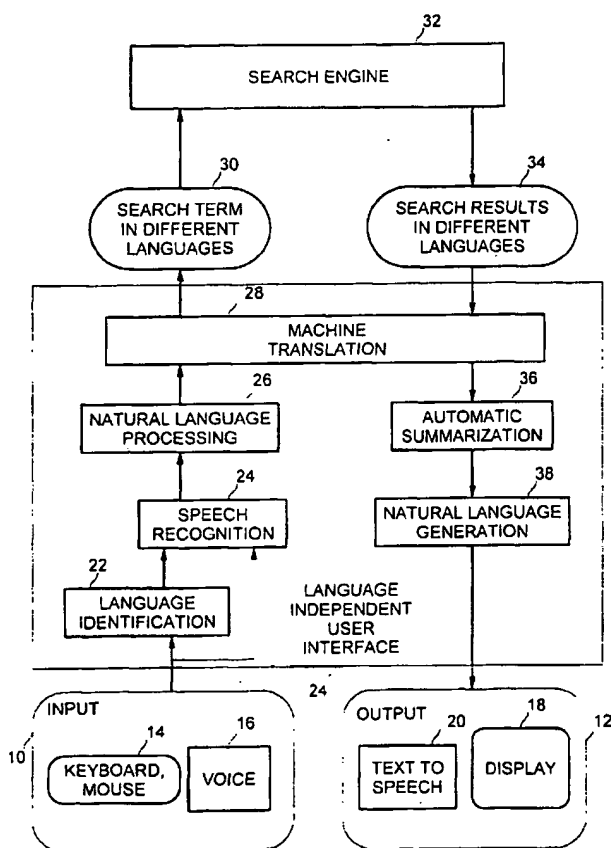 32
SEARCH ENGINE
30
SEARCH TERM
IN DIFFERENT
LANGUAGES
34
SEARCH RESULTS
IN DIFFERENT
LANGUAGES
28
MACHINE
TRANSLATION
26
NATURAL LANGUAGE
PROCESSING
36
AUTOMATIC
SUMMARIZATION
24
SPEECH
RECOGNITION
38
NATURAL LANGUAGE
GENERATION
22
LANGUAGE
IDENTIFICATION
LANGUAGE
INDEPENDENT
USER
INTERFACE
24
INPUT
10
14
KEYBOARD,
MOUSE
16
VOICE
OUTPUT
12
20
TEXT TO
SPEECH
18
DISPLAY